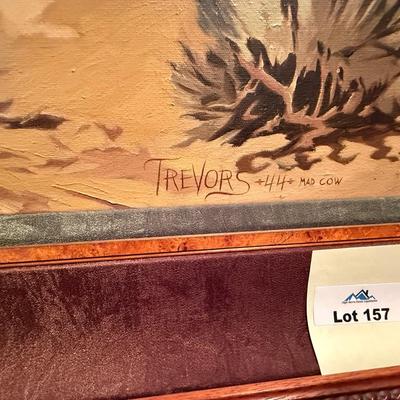 TREVORS +44+ MAD COW
Lot 157